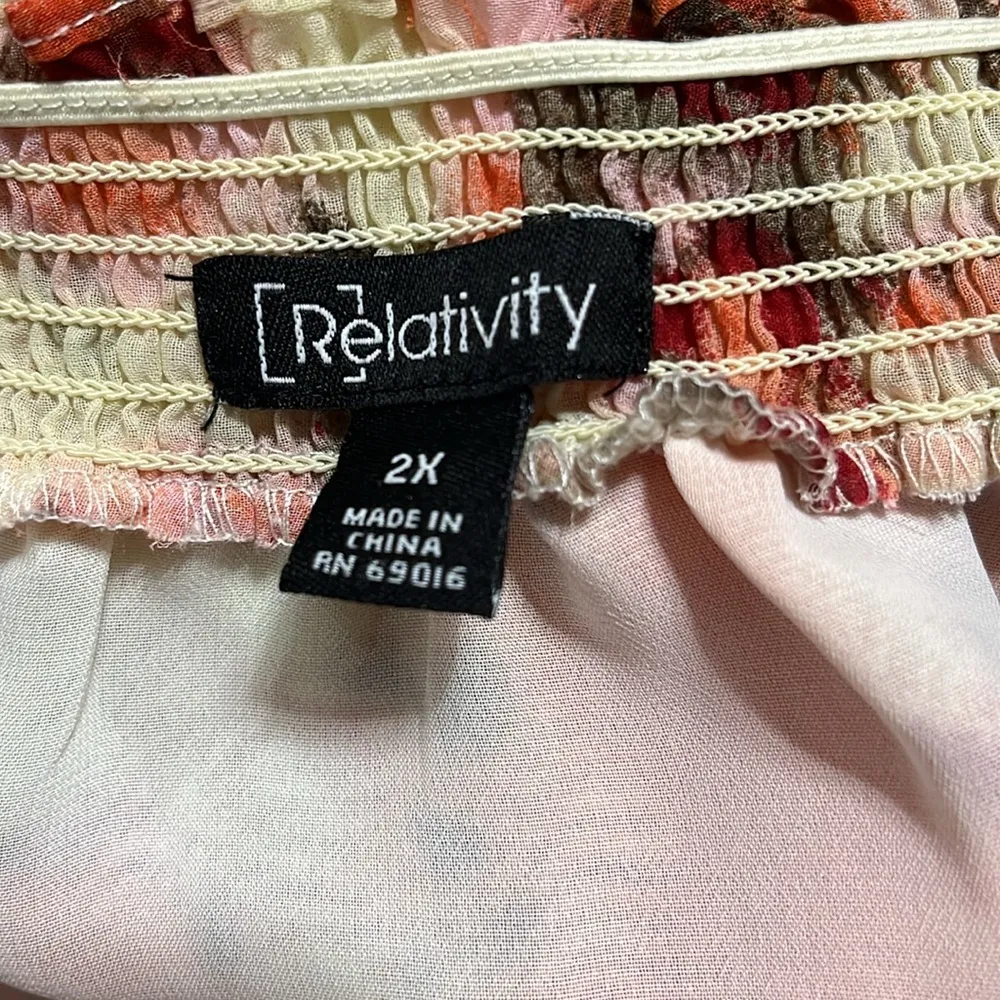 [R]elativity
2X
MADE IN
CHINA
RN 69016